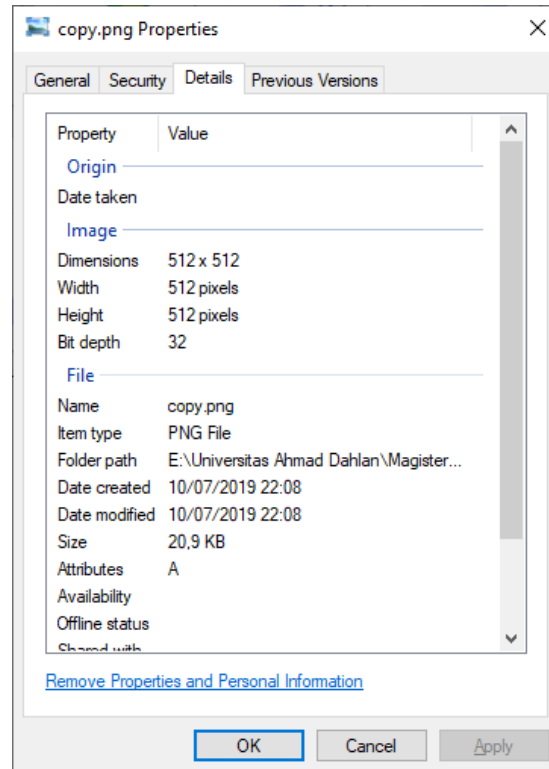 copy.png Properties
General Security Details Previous Versions
Property Value
Origin
Date taken
Image
Dimensions 512 x 512
Width 512 pixels
Height 512 pixels
Bit depth 32
File
Name copy.png
Item type PNG File
Folder path E:\Universitas Ahmad Dahlan\Magister...
Date created 10/07/2019 22:08
Date modified 10/07/2019 22:08
Size 20,9 KB
Attributes A
Availability
Offline status
Shared with
Remove Properties and Personal Information
OK Cancel Apply